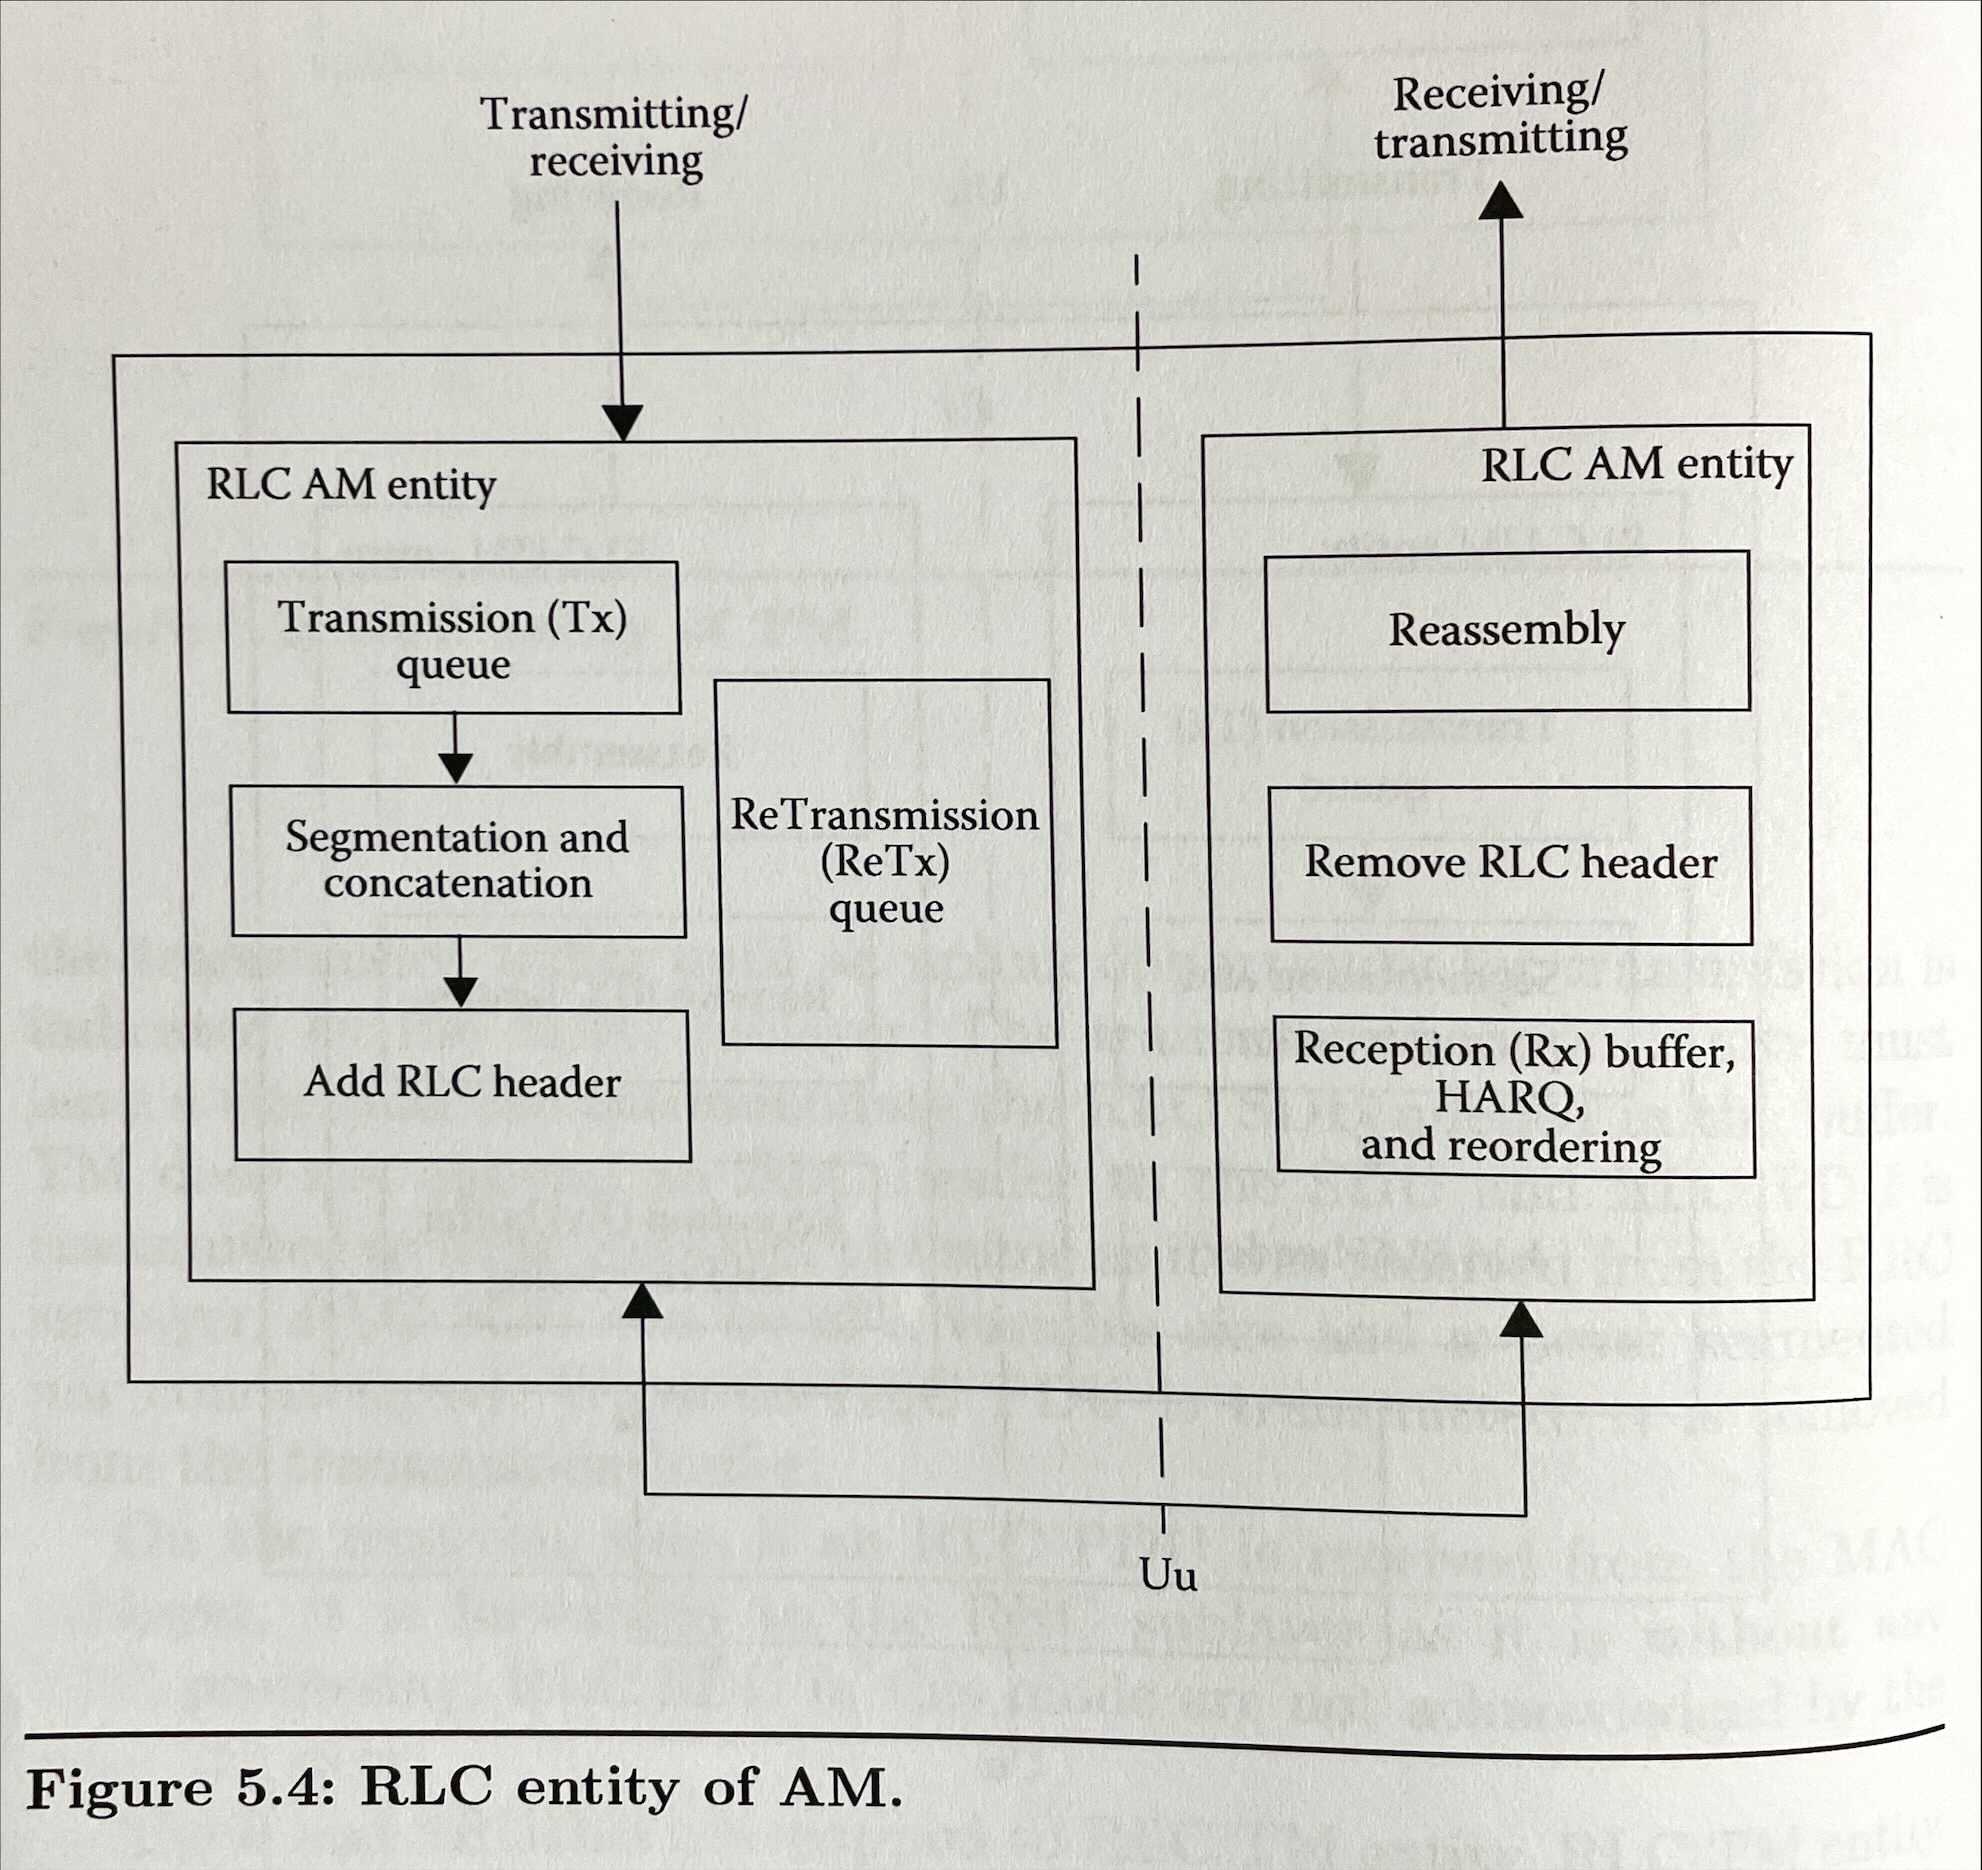 Transmitting/
receiving
Receiving/
transmitting
RLC AM entity
Transmission (Tx)
queue
Segmentation and
concatenation
Add RLC header
ReTransmission
(ReTx)
queue
RLC AM entity
Reassembly
Remove RLC header
Reception (Rx) buffer,
HARQ,
and reordering
Uu
Figure 5.4: RLC entity of AM.